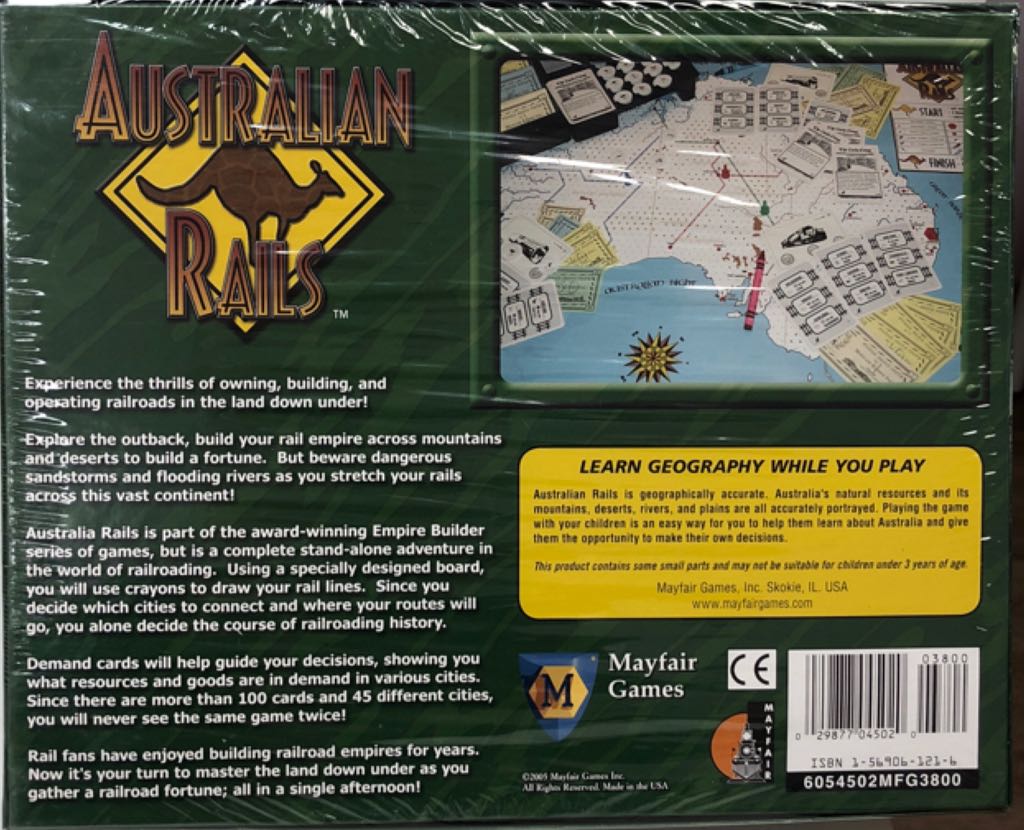 AUSTRALIAN
RAILS
TM
START
FINISH
AUSTRALIAN BIGHT
Experience the thrills of owning, building, and
operating railroads in the land down under!
Explore the outback, build your rail empire across mountains
and deserts to build a fortune. But beware dangerous
sandstorms and flooding rivers as you stretch your rails
across this vast continent!
Australia Rails is part of the award-winning Empire Builder
series of games, but is a complete stand-alone adventure in
the world of railroading. Using a specially designed board,
you will use crayons to draw your rail lines. Since you
decide which cities to connect and where your routes will
go, you alone decide the course of railroading history.
Demand cards will help guide your decisions, showing you
what resources and goods are in demand in various cities.
Since there are more than 100 cards and 45 different cities,
you will never see the same game twice!
Rail fans have enjoyed building railroad empires for years.
Now it's your turn to master the land down under as you
gather a railroad fortune; all in a single afternoon!
LEARN GEOGRAPHY WHILE YOU PLAY
Australian Rails is geographically accurate. Australia's natural resources and its
mountains, deserts, rivers, and plains are all accurately portrayed. Playing the game
with your children is an easy way for you to help them learn about Australia and give
them the opportunity to make their own decisions.
This product contains some small parts and may not be suitable for children under 3 years of age.
Mayfair Games, Inc. Skokie, IL. USA
www.mayfairgames.com
M
Mayfair
Games
CE
MAYFAIR
©2005 Mayfair Games Inc.
All Rights Reserved. Made in the USA
03800
0 29877 04502 0
ISBN 1-56906-121-6
6054502MFG3800